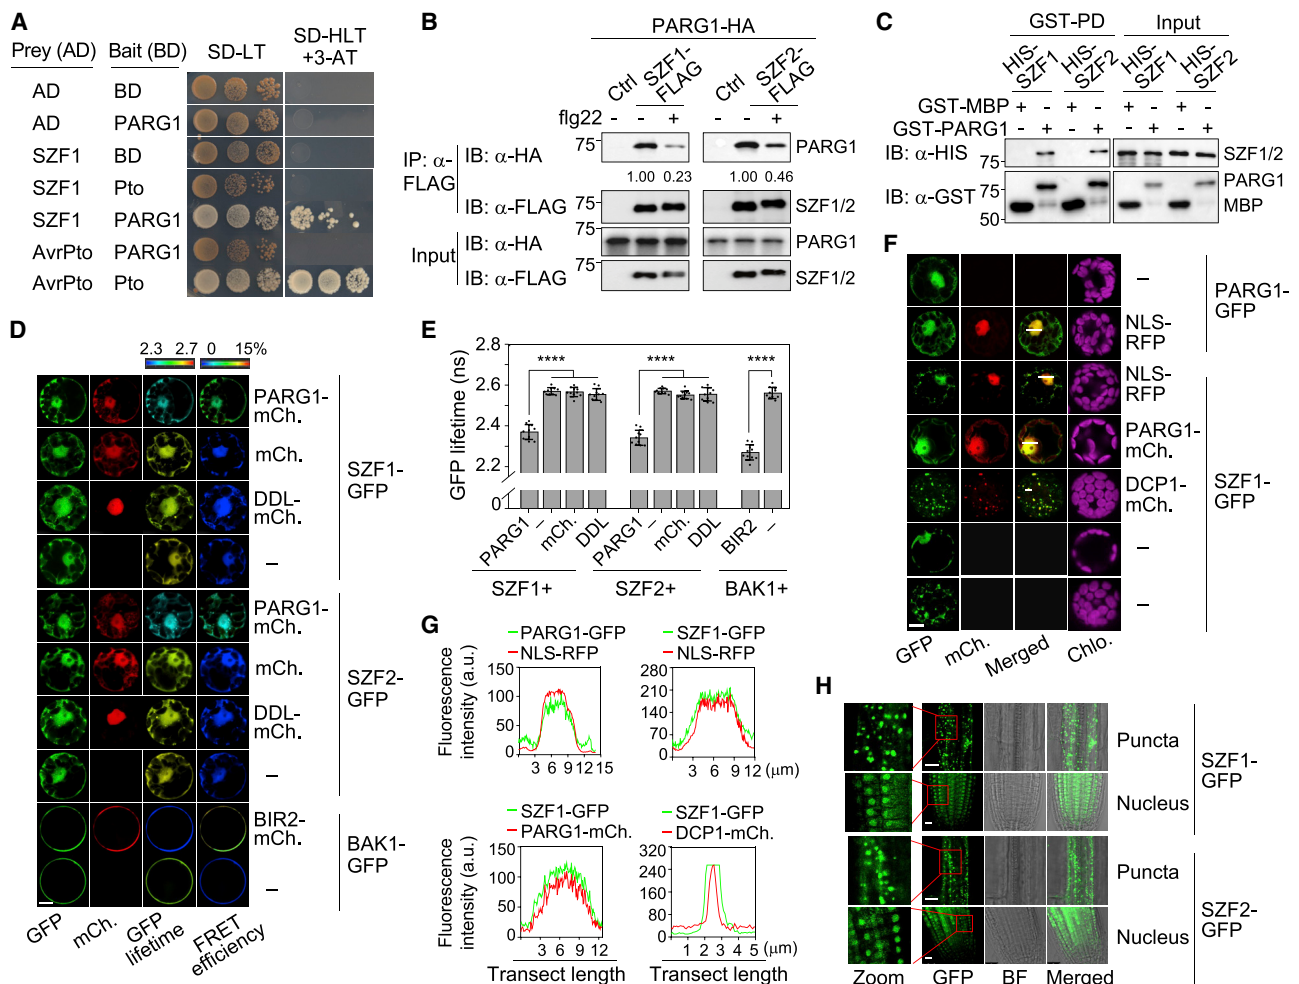 A
Prey (AD) Bait (BD) SD-LT SD-HLT +3-AT
AD BD
AD PARG1
SZF1 BD
SZF1 Pto
SZF1 PARG1
AvrPto PARG1
AvrPto Pto
B
PARG1-HA
Ctrl SZF1-FLAG Ctrl SZF2-FLAG
flg22 - - + - - +
IP: α-FLAG
IB: α-HA 75 PARG1
1.00 0.23 1.00 0.46
IB: α-FLAG 75 SZF1/2
Input
IB: α-HA 75 PARG1
IB: α-FLAG 75 SZF1/2
C
GST-PD Input
HIS-SZF1 HIS-SZF2 HIS-SZF1 HIS-SZF2
GST-MBP + - + - + - + -
GST-PARG1 - + - + - + - +
IB: α-HIS 75 SZF1/2
IB: α-GST 75 PARG1
50 MBP
D
2.3 2.7 0 15%
PARG1-mCh.
mCh.
DDL-mCh.
–
SZF1-GFP
PARG1-mCh.
mCh.
DDL-mCh.
–
SZF2-GFP
BIR2-mCh.
–
BAK1-GFP
GFP mCh. GFP lifetime FRET efficiency
E
GFP lifetime (ns)
2.8
2.6
2.4
2.2
0
**** **** ****
PARG1 – mCh. DDL PARG1 – mCh. DDL BIR2 –
SZF1+ SZF2+ BAK1+
F
–
NLS-RFP
PARG1-GFP
NLS-RFP
PARG1-mCh.
DCP1-mCh.
–
–
SZF1-GFP
GFP mCh. Merged Chlo.
G
PARG1-GFP
NLS-RFP
Fluorescence intensity (a.u.)
150
100
50
0
3 6 9 12 15
SZF1-GFP
NLS-RFP
280
210
140
70
0
3 6 9 12 (μm)
SZF1-GFP
PARG1-mCh.
Fluorescence intensity (a.u.)
150
100
50
0
3 6 9 12
Transect length
SZF1-GFP
DCP1-mCh.
320
240
160
80
0
1 2 3 4 5 (μm)
Transect length
H
Puncta
Nucleus
SZF1-GFP
Puncta
Nucleus
SZF2-GFP
Zoom GFP BF Merged